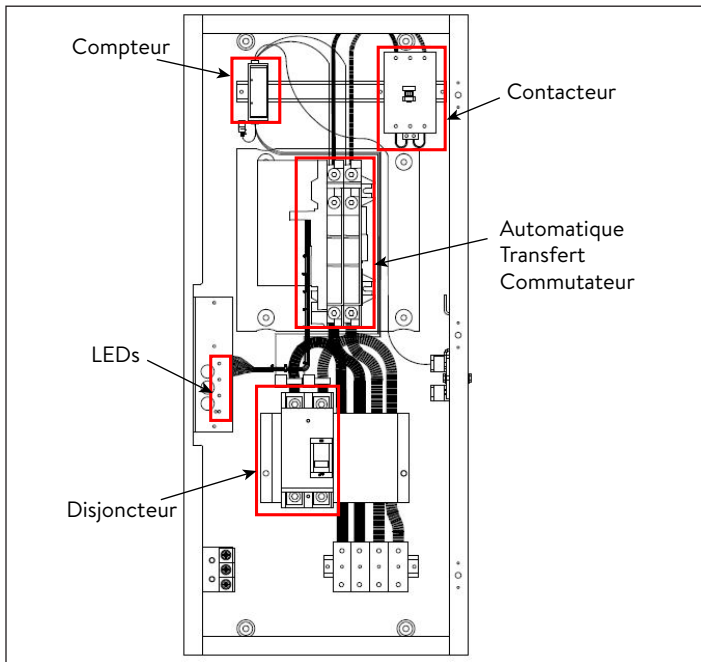 Compteur
Contacteur
Automatique
Transfert
Commutateur
LEDs
Disjoncteur